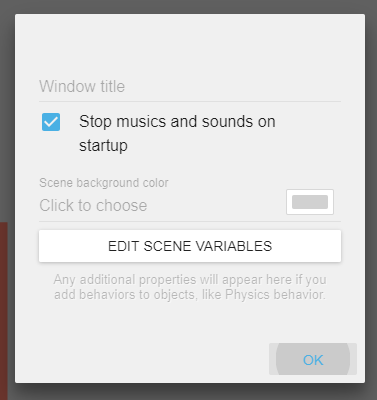 Window title
Stop musics and sounds on
startup
Scene background color
Click to choose
EDIT SCENE VARIABLES
Any additional properties will appear here if you
add behaviors to objects, like Physics behavior.
OK